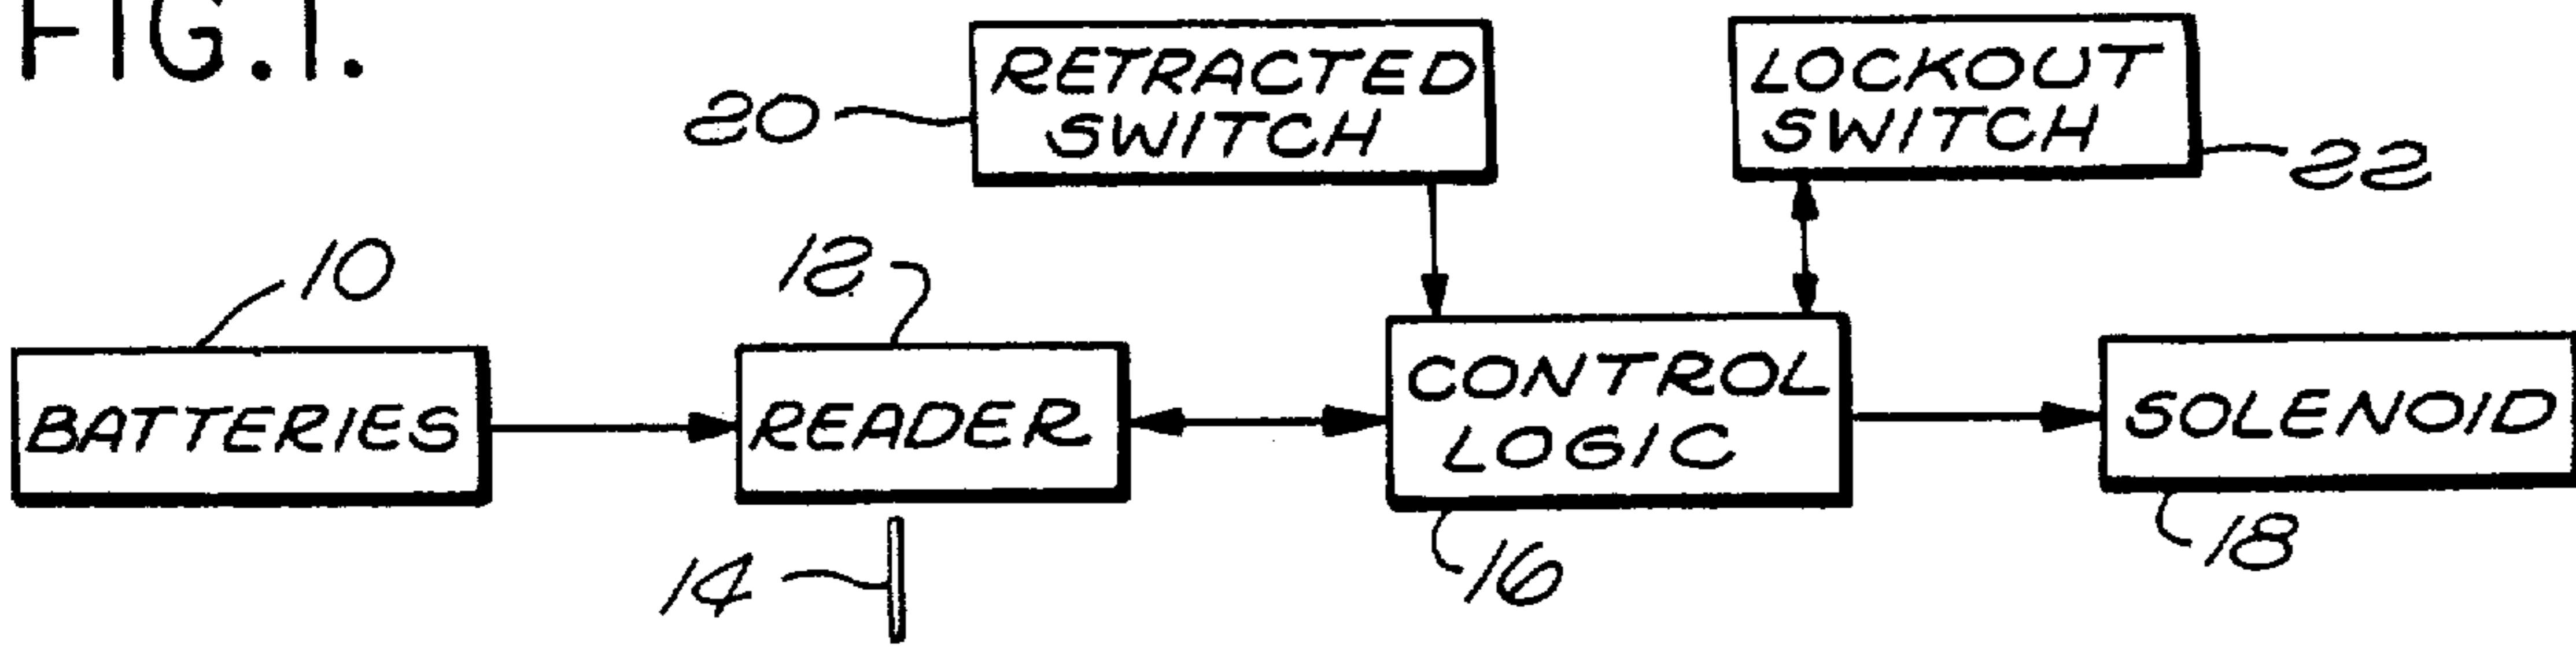 FIG.1.
RETRACTED
SWITCH
20
LOCKOUT
SWITCH
22
10
12
BATTERIES
READER
CONTROL
LOGIC
SOLENOID
14
16
18